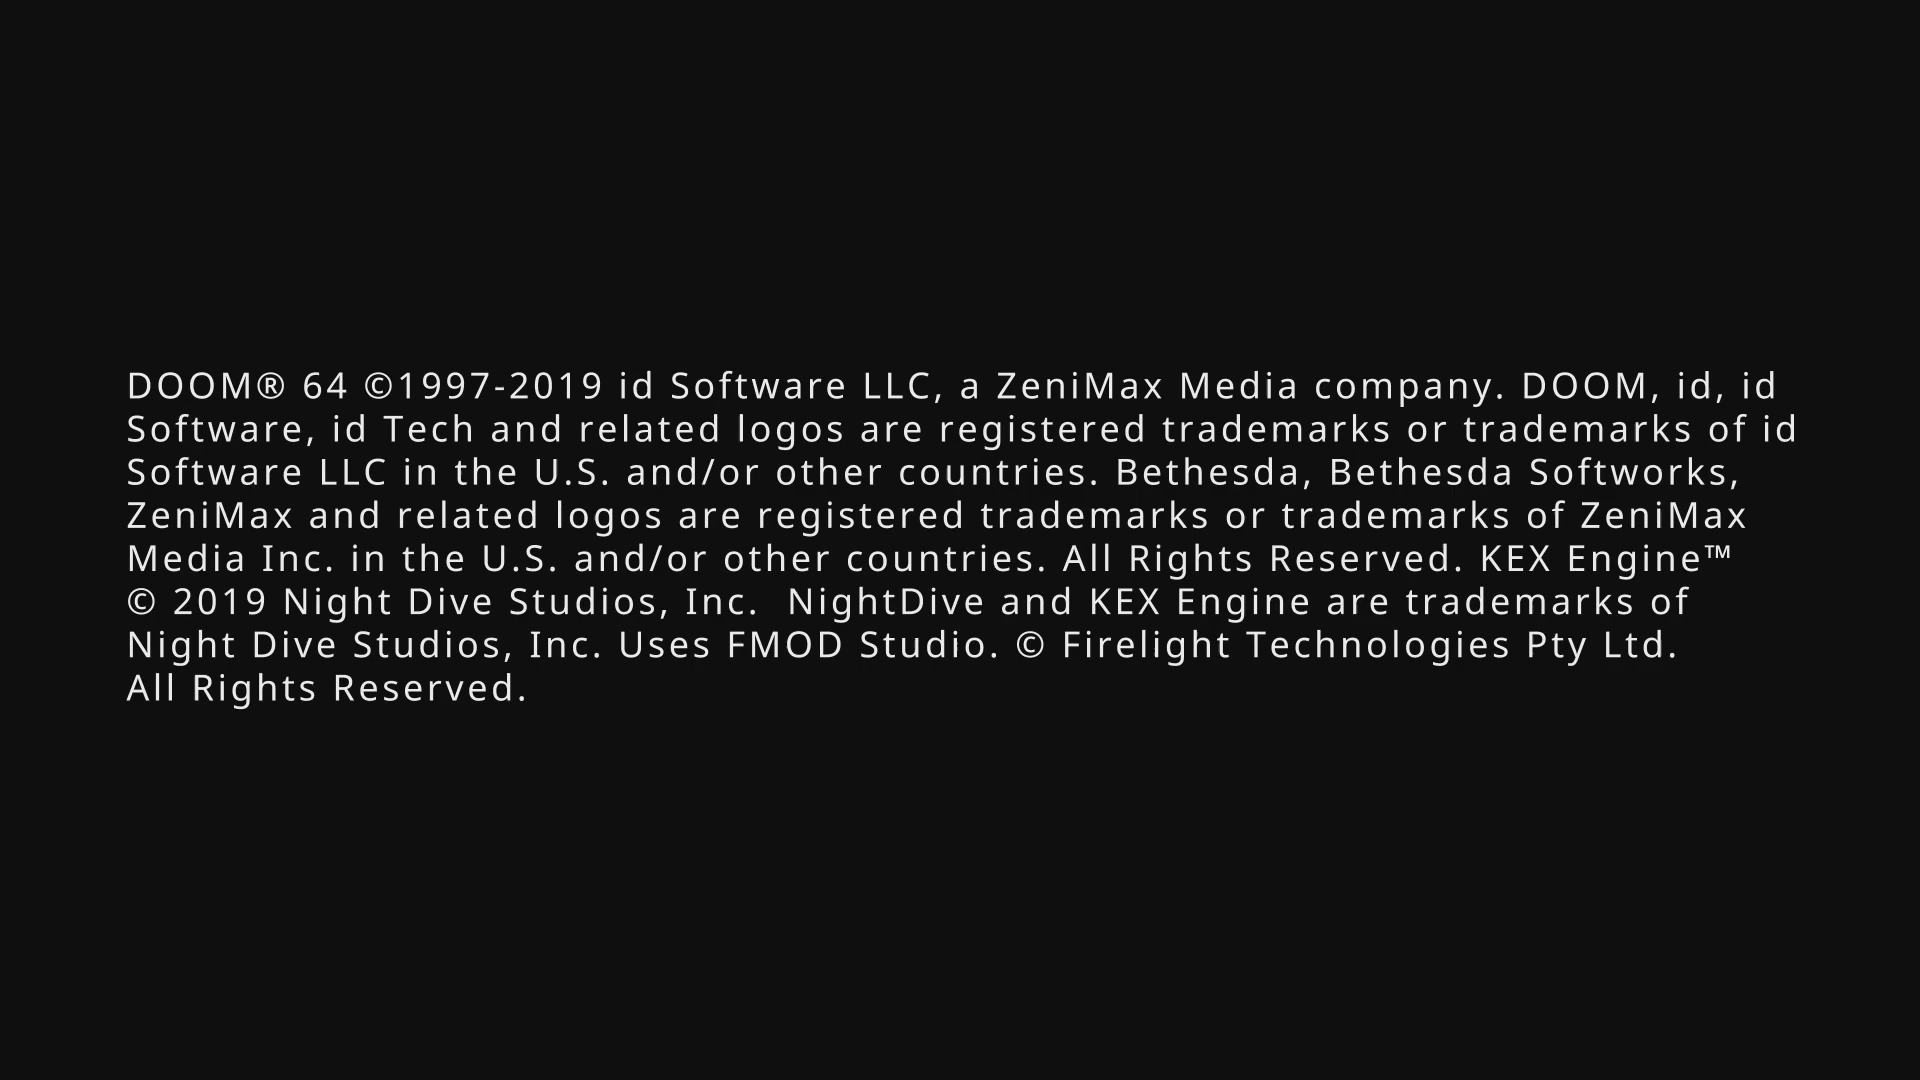 DOOM® 64 ©1997-2019 id Software LLC, a ZeniMax Media company. DOOM, id, id
Software, id Tech and related logos are registered trademarks or trademarks of id
Software LLC in the U.S. and/or other countries. Bethesda, Bethesda Softworks,
ZeniMax and related logos are registered trademarks or trademarks of ZeniMax
Media Inc. in the U.S. and/or other countries. All Rights Reserved. KEX Engine™
© 2019 Night Dive Studios, Inc.  NightDive and KEX Engine are trademarks of
Night Dive Studios, Inc. Uses FMOD Studio. © Firelight Technologies Pty Ltd.
All Rights Reserved.